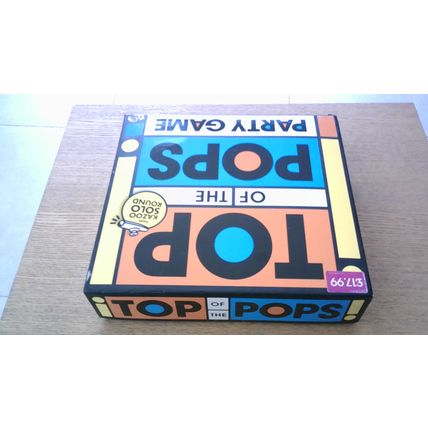 TOP
OF THE
POPS
PARTY GAME
KAZOO
SOLO
ROUND
£17.99
TOP OF THE POPS!